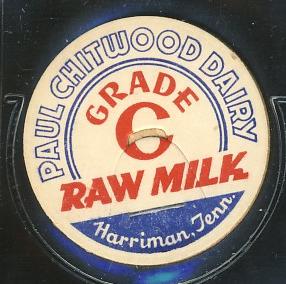 PAUL CHITWOOD DAIRY
GRADE
C
RAW MILK
Harriman, Tenn.